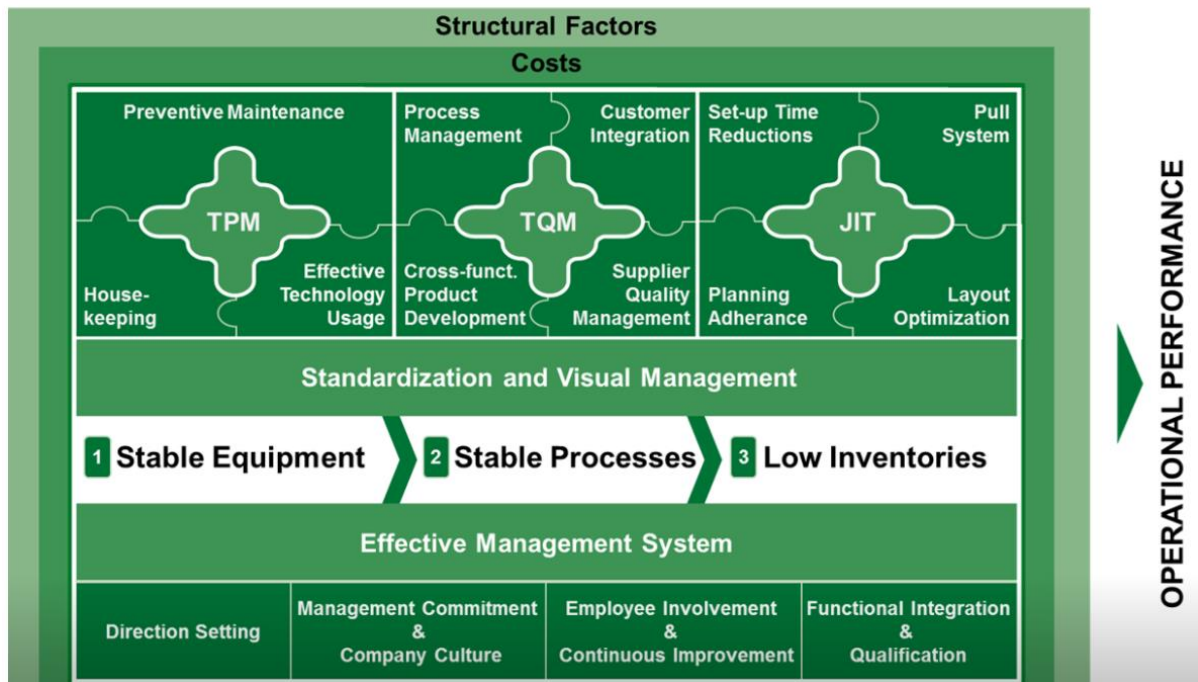 Structural Factors
Costs
Preventive Maintenance
TPM
House-
keeping
Effective
Technology
Usage
Process
Management
Customer
Integration
TQM
Cross-funct.
Product
Development
Supplier
Quality
Management
Set-up Time
Reductions
Pull
System
JIT
Planning
Adherance
Layout
Optimization
Standardization and Visual Management
1 Stable Equipment
2 Stable Processes
3 Low Inventories
Effective Management System
Direction Setting
Management Commitment
&
Company Culture
Employee Involvement
&
Continuous Improvement
Functional Integration
&
Qualification
OPERATIONAL PERFORMANCE